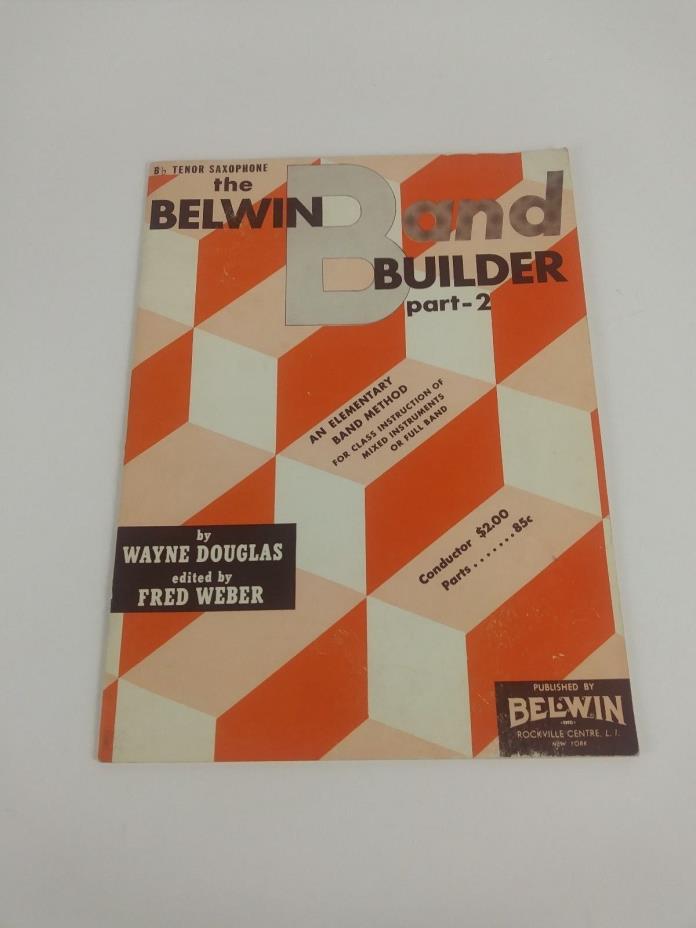 B♭ TENOR SAXOPHONE
the
BELWIN Band
BUILDER
part-2
AN ELEMENTARY
BAND METHOD
FOR CLASS INSTRUCTION OF
MIXED INSTRUMENTS
OR FULL BAND
Conductor $2.00
Parts.......85c
by
WAYNE DOUGLAS
edited by
FRED WEBER
PUBLISHED BY
BELWIN
INC
ROCKVILLE CENTRE, L. I.
NEW YORK